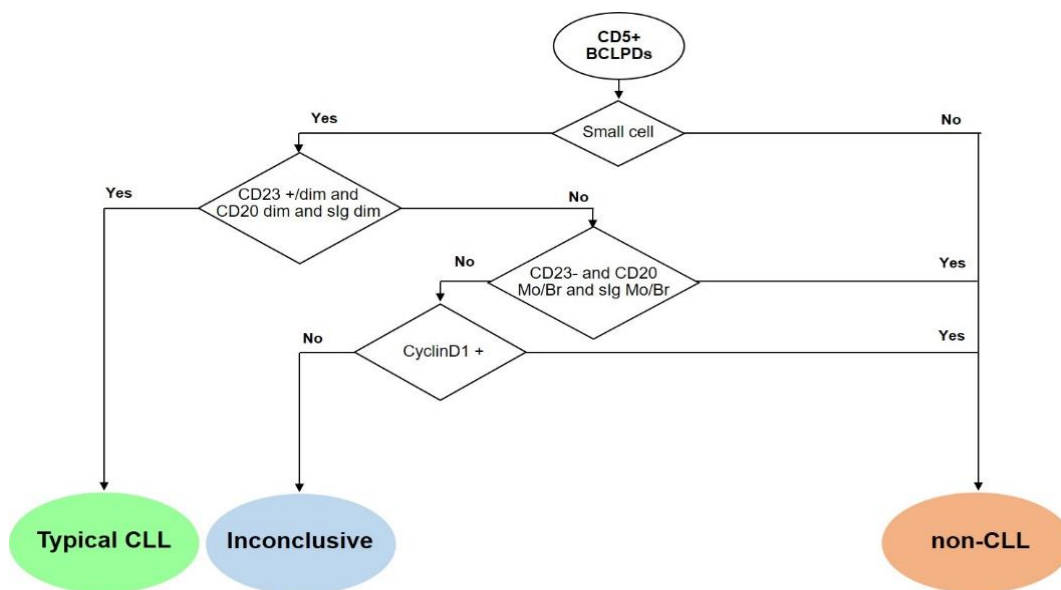 CD5+
BCLPDs
Yes
Small cell
No
Yes
CD23 +/dim and
CD20 dim and sIg dim
No
No
CD23- and CD20
Mo/Br and sIg Mo/Br
Yes
No
CyclinD1 +
Yes
Typical CLL
Inconclusive
non-CLL